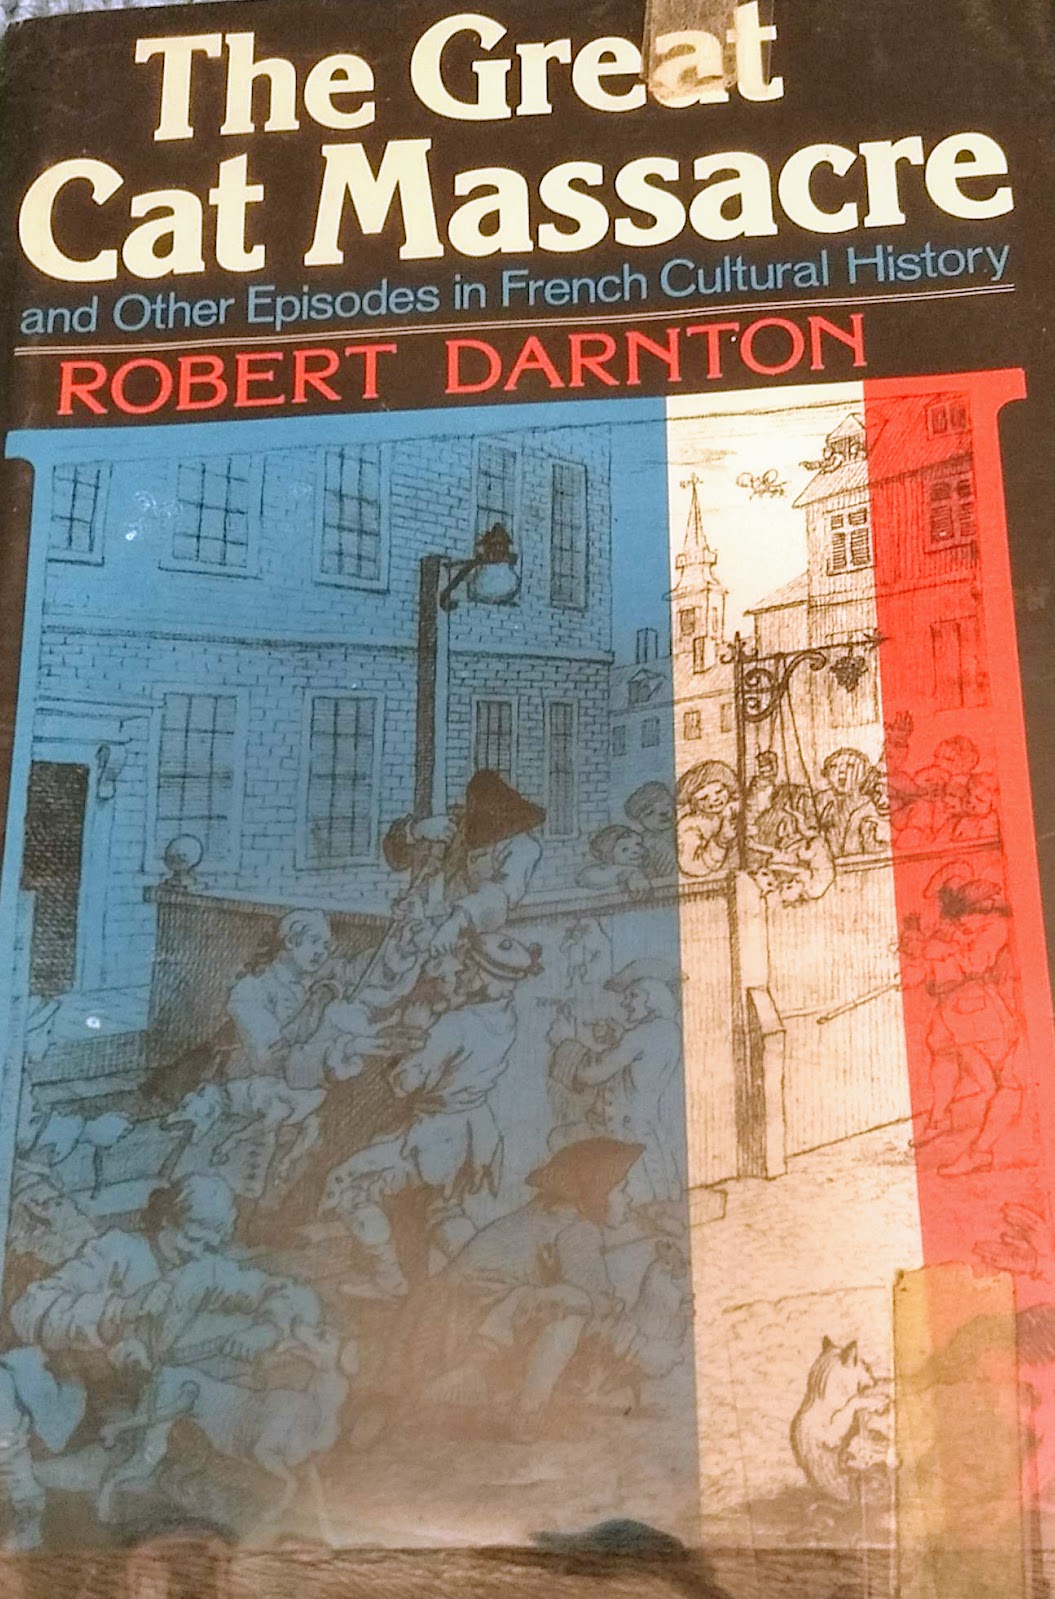 The Great
Cat Massacre
and Other Episodes in French Cultural History
ROBERT DARNTON